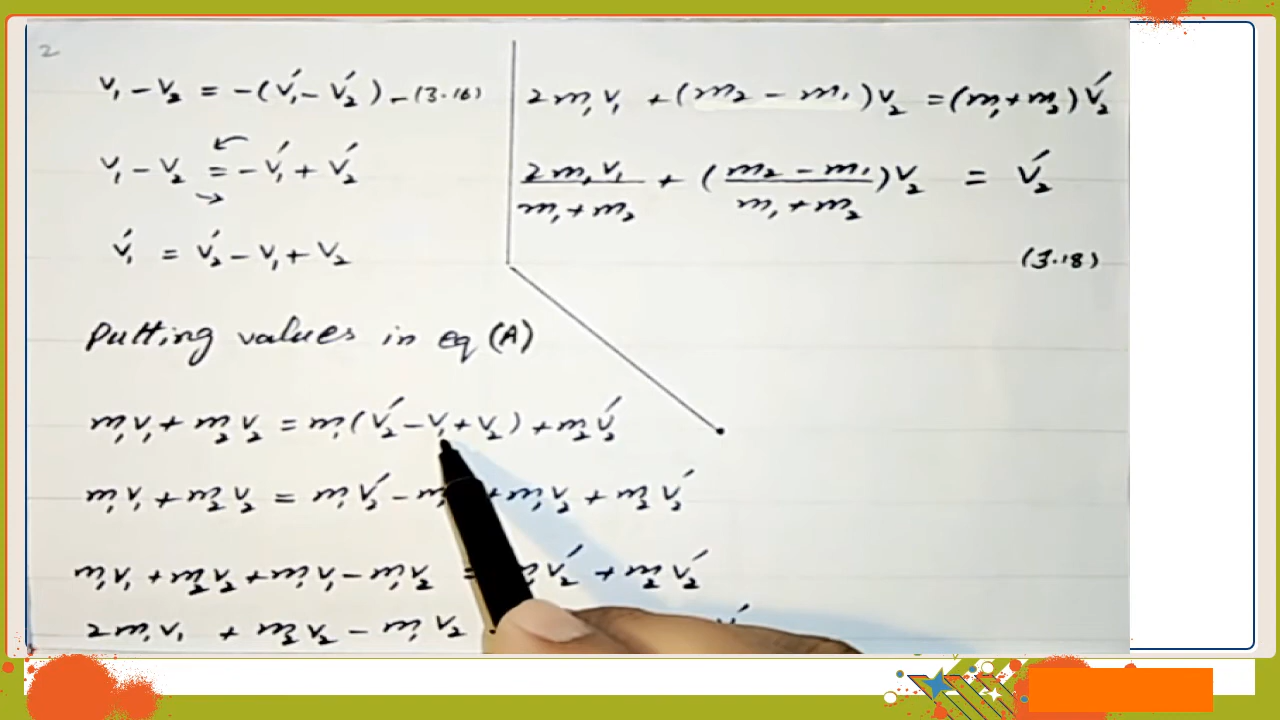 2
v₁ - v₂ = -(v₁′ - v₂′) - (3.16)
v₁ - v₂ = - v₁′ + v₂′
v₁′ = v₂′ - v₁ + v₂
Putting values in eq (A)
m₁v₁ + m₂v₂ = m₁(v₂′ - v₁ + v₂) + m₂v₂′
m₁v₁ + m₂v₂ = m₁v₂′ - m₁ + m₁v₂ + m₂v₂′
m₁v₁ + m₂v₂ + m₁v₁ - m₁v₂ = v₂′ + m₂v₂′
2m₁v₁ + m₂v₂ - m₁v₂
2m₁v₁ + (m₂ - m₁)v₂ = (m₁ + m₂)v₂′
2m₁v₁/m₁ + m₂ + (m₂ - m₁/m₁ + m₂)v₂ = v₂′
(3.18)